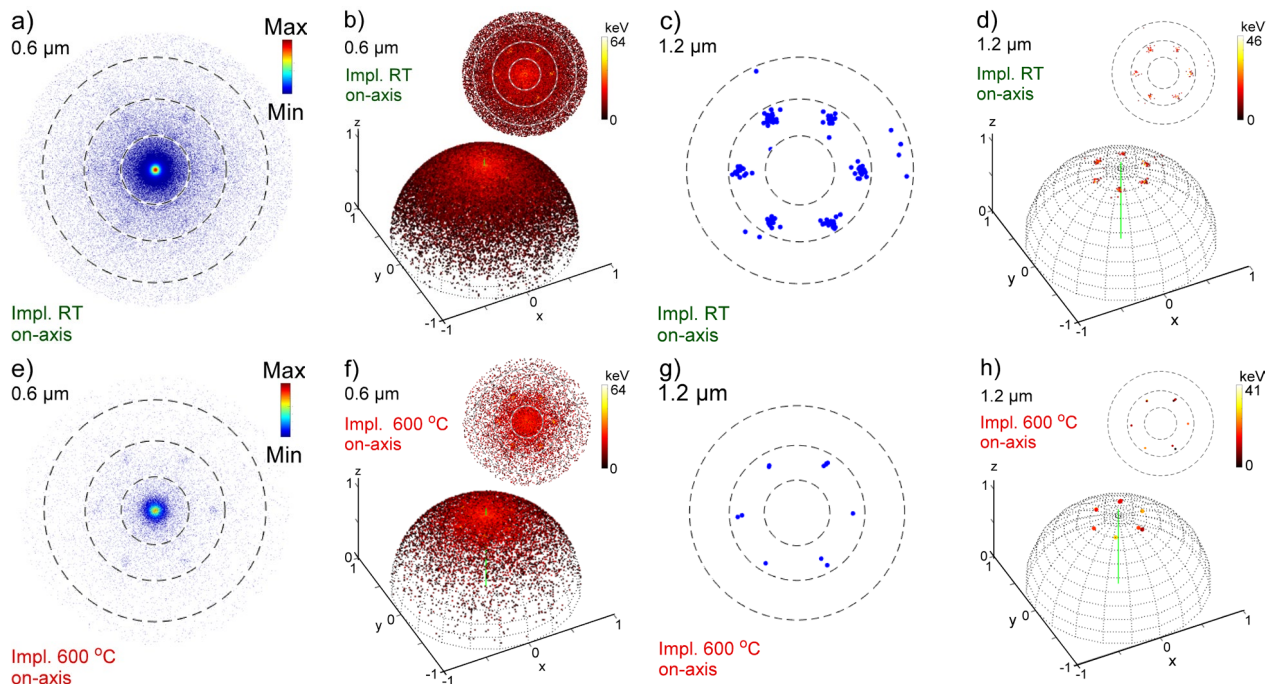 a)
0.6 µm
Max
Min
Impl. RT
on-axis
b)
0.6 µm
Impl. RT
on-axis
keV
64
0
z
1
0
1
y
0
-1
-1
0
x
1
c)
1.2 µm
Impl. RT
on-axis
d)
1.2 µm
Impl. RT
on-axis
keV
46
0
z
1
0
1
y
0
-1
-1
0
x
1
e)
0.6 µm
Max
Min
Impl. 600 °C
on-axis
f)
0.6 µm
Impl. 600 °C
on-axis
keV
64
0
z
1
0
1
y
0
-1
-1
0
x
1
g)
1.2 µm
Impl. 600 °C
on-axis
h)
1.2 µm
Impl. 600 °C
on-axis
keV
41
0
z
1
0
1
y
0
-1
-1
0
x
1